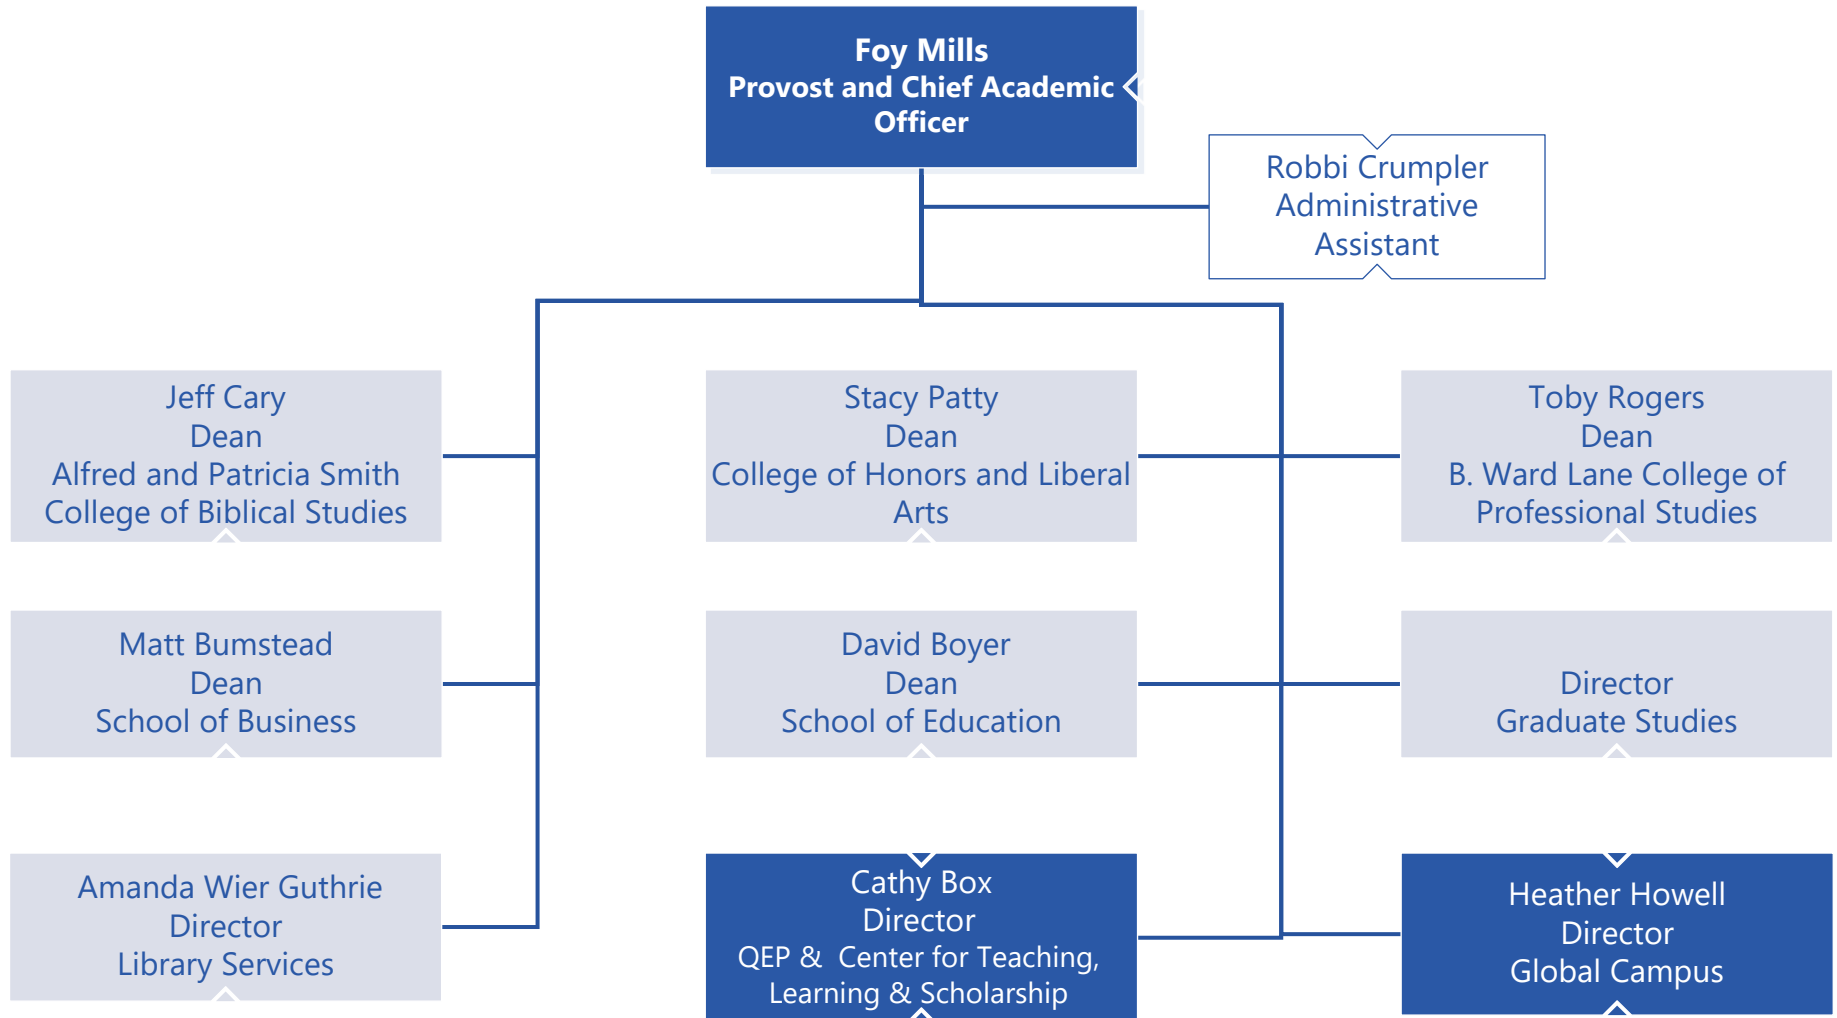 Foy Mills
Provost and Chief Academic
Officer
Robbi Crumpler
Administrative
Assistant
Jeff Cary
Dean
Alfred and Patricia Smith
College of Biblical Studies
Stacy Patty
Dean
College of Honors and Liberal
Arts
Toby Rogers
Dean
B. Ward Lane College of
Professional Studies
Matt Bumstead
Dean
School of Business
David Boyer
Dean
School of Education
Director
Graduate Studies
Amanda Wier Guthrie
Director
Library Services
Cathy Box
Director
QEP &  Center for Teaching,
Learning & Scholarship
Heather Howell
Director
Global Campus